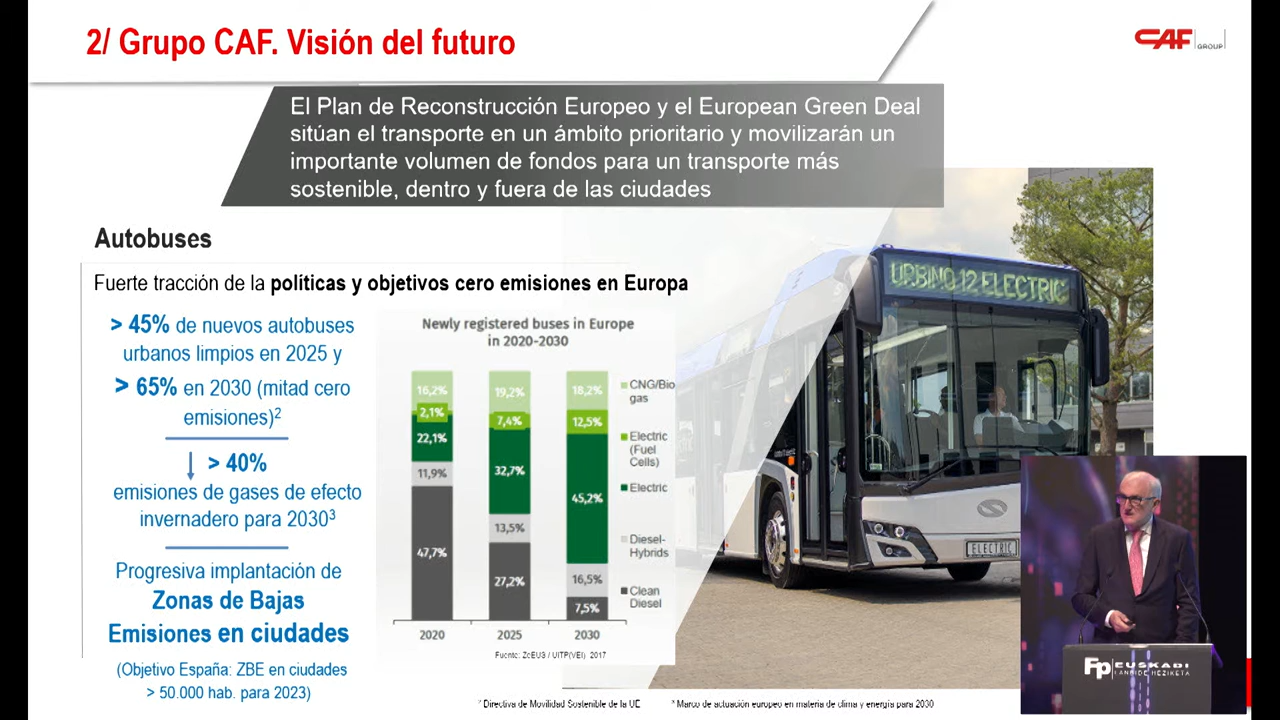 2/ Grupo CAF. Visión del futuro
CAF GROUP
El Plan de Reconstrucción Europeo y el European Green Deal
sitúan el transporte en un ámbito prioritario y movilizarán un
importante volumen de fondos para un transporte más
sostenible, dentro y fuera de las ciudades
Autobuses
Fuerte tracción de la políticas y objetivos cero emisiones en Europa
> 45% de nuevos autobuses
urbanos limpios en 2025 y
> 65% en 2030 (mitad cero
emisiones)²
> 40%
emisiones de gases de efecto
invernadero para 2030³
Progresiva implantación de
Zonas de Bajas
Emisiones en ciudades
(Objetivo España: ZBE en ciudades
> 50.000 hab. para 2023)
Newly registered buses in Europe
in 2020-2030
16,2%
2,1%
22,1%
11,9%
47,7%
19,2%
7,4%
32,7%
13,5%
27,2%
18,2%
12,5%
45,2%
16,5%
7,5%
2020
2025
2030
CNG/Bio
gas
Electric
(Fuel
Cells)
Electric
Diesel-
Hybrids
Clean
Diesel
Fuente: ZeEUS / UITP(VEI) 2017
URBINO 12 ELECTRIC
ELECTRIC
Fp EUSKADI
LANBIDE HEZIKETA
² Directiva de Movilidad Sostenible de la UE
³ Marco de actuación europeo en materia de clima y energía para 2030